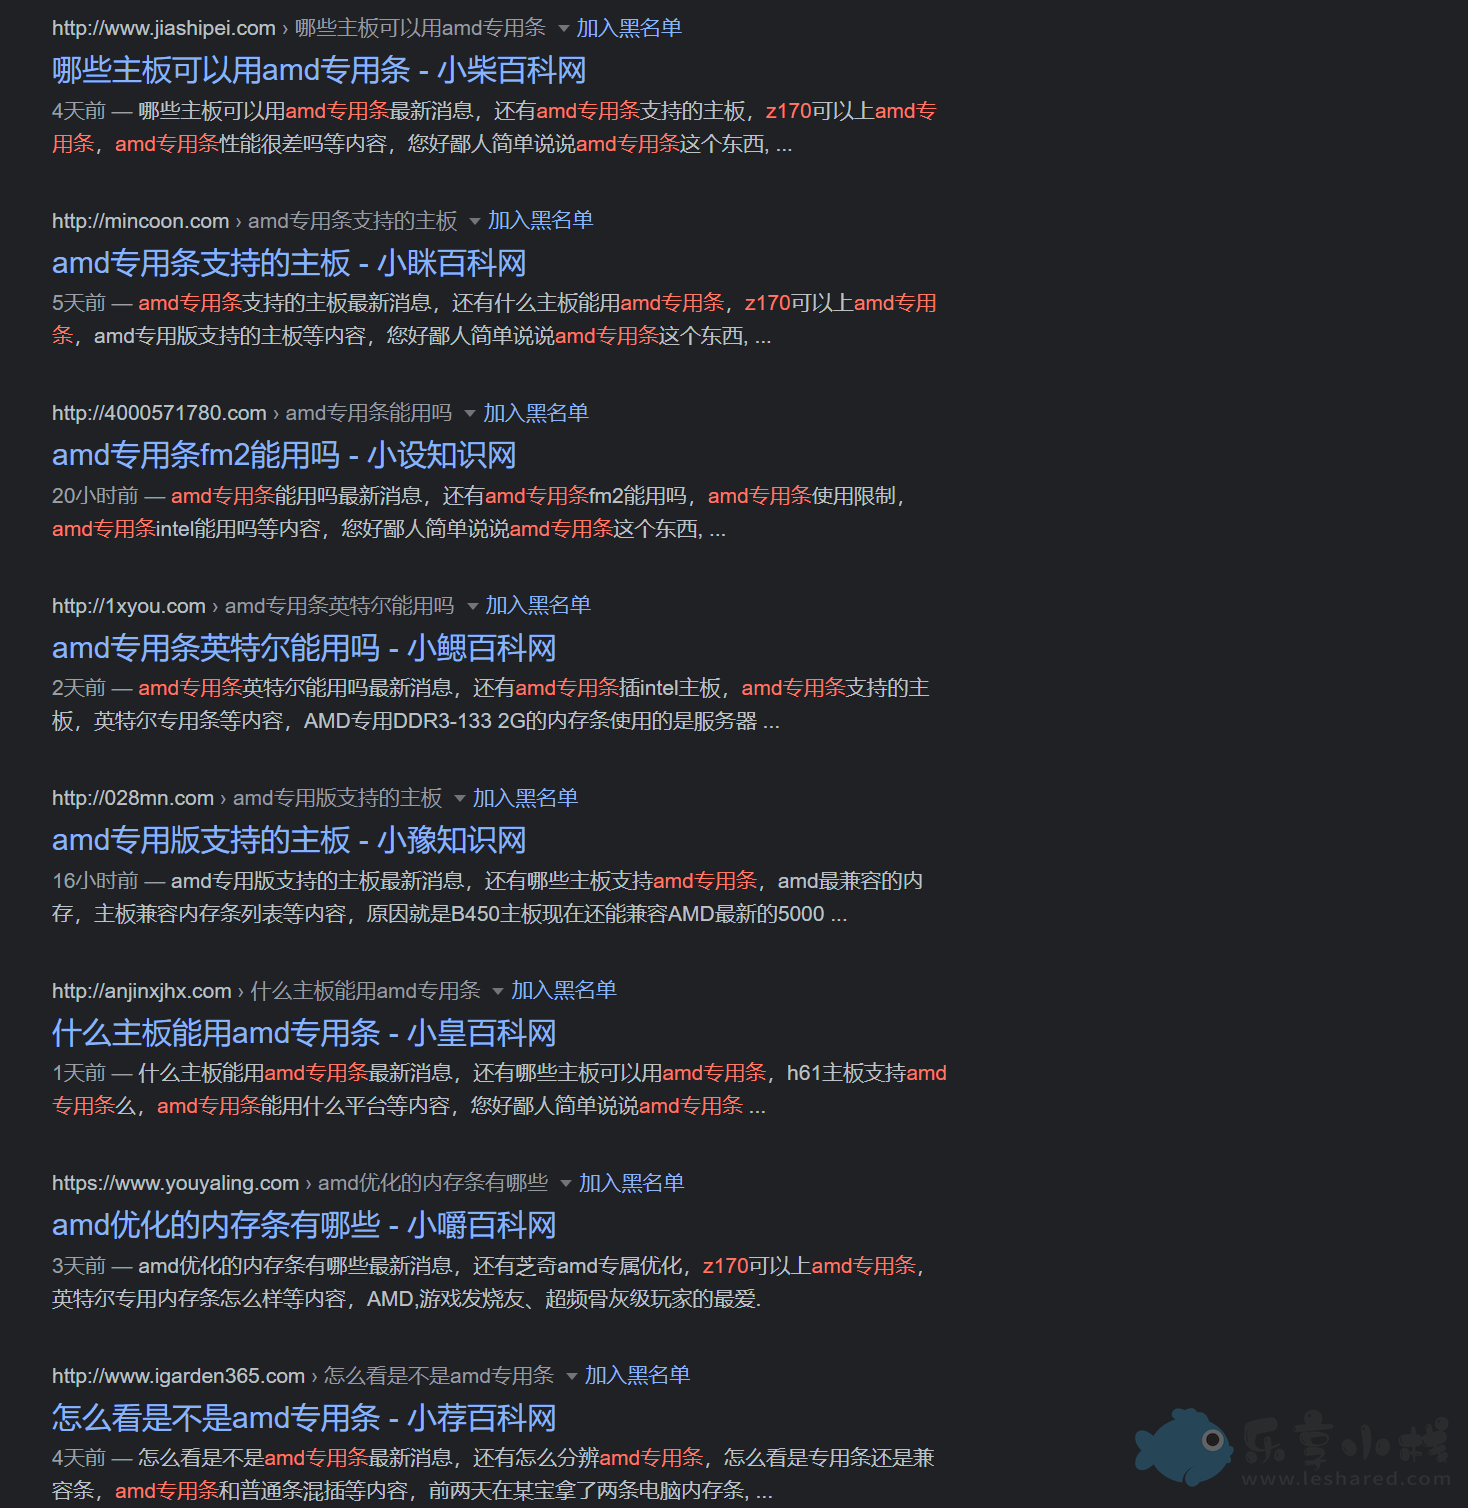 http://www.jiashipei.com › 哪些主板可以用amd专用条 加入黑名单
哪些主板可以用amd专用条 - 小柴百科网
4天前 — 哪些主板可以用amd专用条最新消息，还有amd专用条支持的主板，z170可以上amd专
用条，amd专用条性能很差吗等内容，您好鄙人简单说说amd专用条这个东西, ...
http://mincoon.com › amd专用条支持的主板 加入黑名单
amd专用条支持的主板 - 小眯百科网
5天前 — amd专用条支持的主板最新消息，还有什么主板能用amd专用条，z170可以上amd专用
条，amd专用版支持的主板等内容，您好鄙人简单说说amd专用条这个东西, ...
http://4000571780.com › amd专用条能用吗 加入黑名单
amd专用条fm2能用吗 - 小设知识网
20小时前 — amd专用条能用吗最新消息，还有amd专用条fm2能用吗，amd专用条使用限制，
amd专用条intel能用吗等内容，您好鄙人简单说说amd专用条这个东西, ...
http://1xyou.com › amd专用条英特尔能用吗 加入黑名单
amd专用条英特尔能用吗 - 小鳃百科网
2天前 — amd专用条英特尔能用吗最新消息，还有amd专用条插intel主板，amd专用条支持的主
板，英特尔专用条等内容，AMD专用DDR3-133 2G的内存条使用的是服务器 ...
http://028mn.com › amd专用版支持的主板 加入黑名单
amd专用版支持的主板 - 小豫知识网
16小时前 — amd专用版支持的主板最新消息，还有哪些主板支持amd专用条，amd最兼容的内
存，主板兼容内存条列表等内容，原因就是B450主板现在还能兼容AMD最新的5000 ...
http://anjinxjhx.com › 什么主板能用amd专用条 加入黑名单
什么主板能用amd专用条 - 小皇百科网
1天前 — 什么主板能用amd专用条最新消息，还有哪些主板可以用amd专用条，h61主板支持amd
专用条么，amd专用条能用什么平台等内容，您好鄙人简单说说amd专用条 ...
https://www.youyaling.com › amd优化的内存条有哪些 加入黑名单
amd优化的内存条有哪些 - 小嚼百科网
3天前 — amd优化的内存条有哪些最新消息，还有芝奇amd专属优化，z170可以上amd专用条，
英特尔专用内存条怎么样等内容，AMD,游戏发烧友、超频骨灰级玩家的最爱.
http://www.igarden365.com › 怎么看是不是amd专用条 加入黑名单
怎么看是不是amd专用条 - 小荐百科网
4天前 — 怎么看是不是amd专用条最新消息，还有怎么分辨amd专用条，怎么看是专用条还是兼
容条，amd专用条和普通条混插等内容，前两天在某宝拿了两条电脑内存条, ...
乐享小栈
www.leshared.com